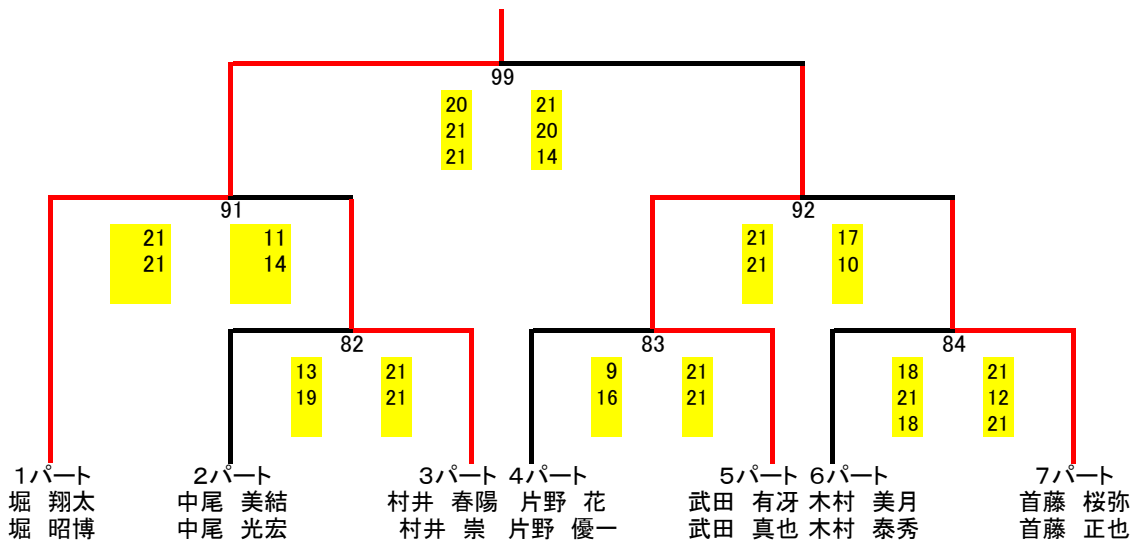 99
20 21
21 20
21 14
91 92
21 11 21 17
21 14 21 10
82 83 84
13 21 9 21 18 21
19 21 16 21 21 12
18 21
1パート 2パート 3パート 4パート 5パート 6パート 7パート
堀 翔太 中尾 美結 村井 春陽 片野 花 武田 有冴 木村 美月 首藤 桜弥
堀 昭博 中尾 光宏 村井 崇 片野 優一 武田 真也 木村 泰秀 首藤 正也